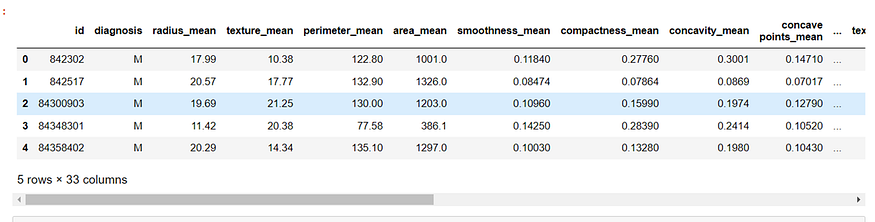 :
id diagnosis radius_mean texture_mean perimeter_mean area_mean smoothness_mean compactness_mean concavity_mean concave points_mean ... tex
0 842302 M 17.99 10.38 122.80 1001.0 0.11840 0.27760 0.3001 0.14710 ...
1 842517 M 20.57 17.77 132.90 1326.0 0.08474 0.07864 0.0869 0.07017 ...
2 84300903 M 19.69 21.25 130.00 1203.0 0.10960 0.15990 0.1974 0.12790 ...
3 84348301 M 11.42 20.38 77.58 386.1 0.14250 0.28390 0.2414 0.10520 ...
4 84358402 M 20.29 14.34 135.10 1297.0 0.10030 0.13280 0.1980 0.10430 ...
5 rows × 33 columns